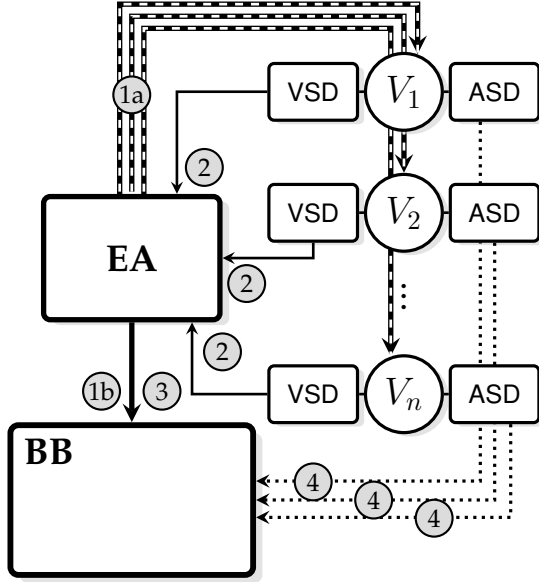 1a
VSD V₁ ASD
2
VSD V₂ ASD
EA
2
⋮
2
VSD Vₙ ASD
1b 3
BB
4
4
4